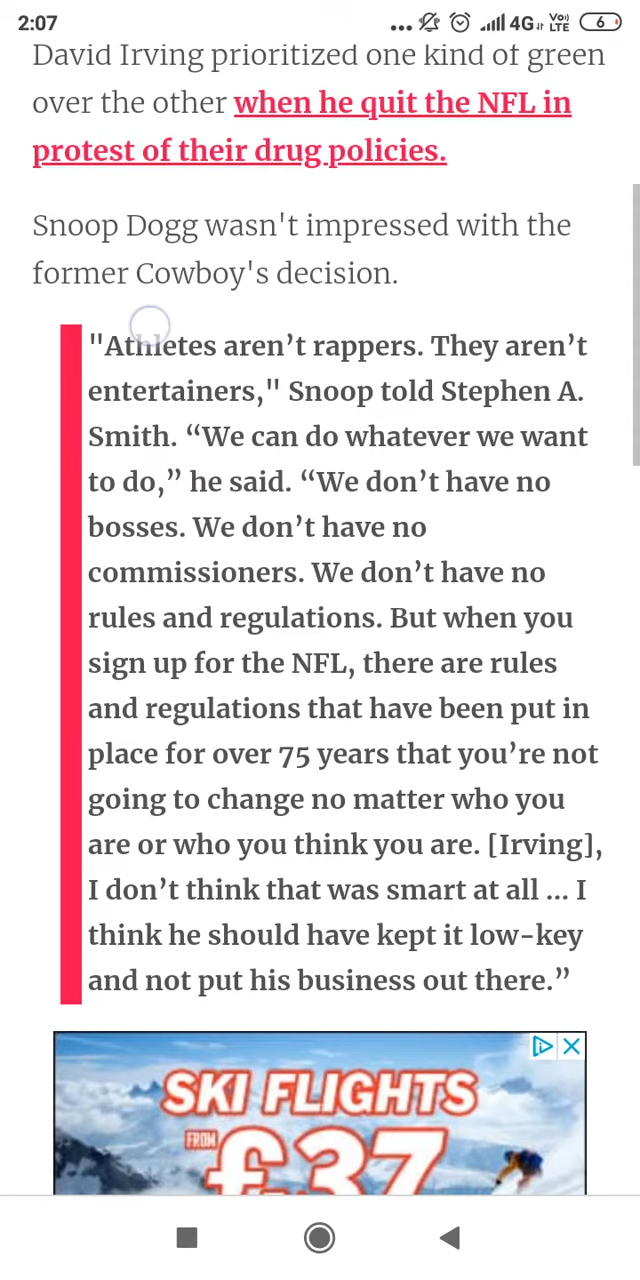 2:07
4G
Vo)
LTE
6
David Irving prioritized one kind of green
over the other when he quit the NFL in
protest of their drug policies.
Snoop Dogg wasn't impressed with the
former Cowboy's decision.
"Athletes aren’t rappers. They aren’t
entertainers," Snoop told Stephen A.
Smith. “We can do whatever we want
to do,” he said. “We don’t have no
bosses. We don’t have no
commissioners. We don’t have no
rules and regulations. But when you
sign up for the NFL, there are rules
and regulations that have been put in
place for over 75 years that you’re not
going to change no matter who you
are or who you think you are. [Irving],
I don’t think that was smart at all ... I
think he should have kept it low-key
and not put his business out there.”
SKI FLIGHTS
FROM
£37